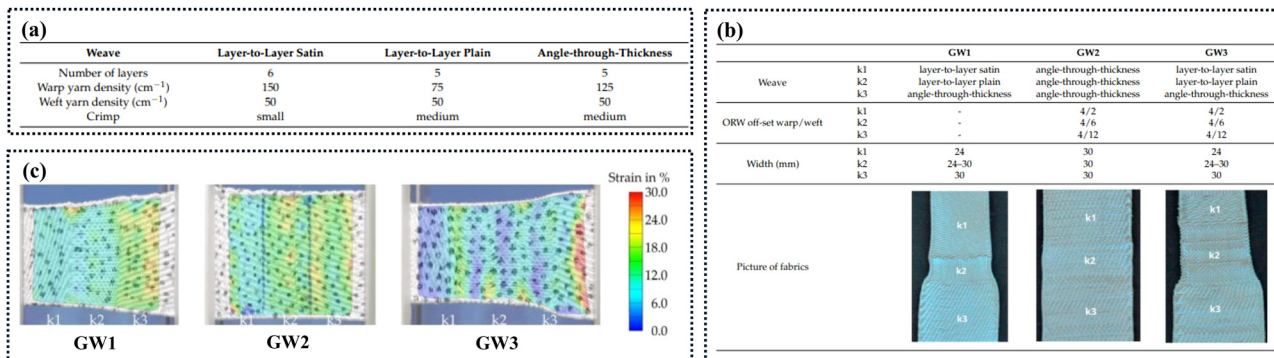 (a)
Weave Layer-to-Layer Satin Layer-to-Layer Plain Angle-through-Thickness
Number of layers 6 5 5
Warp yarn density (cm⁻¹) 150 75 125
Weft yarn density (cm⁻¹) 50 50 50
Crimp small medium medium
(b)
GW1 GW2 GW3
Weave k1 layer-to-layer satin angle-through-thickness layer-to-layer satin
k2 layer-to-layer plain angle-through-thickness layer-to-layer plain
k3 angle-through-thickness angle-through-thickness angle-through-thickness
ORW off-set warp/weft k1 - 4/2 4/2
k2 - 4/6 4/6
k3 - 4/12 4/12
Width (mm) k1 24 30 24
k2 24–30 30 24–30
k3 30 30 30
Picture of fabrics
k1 k1 k1
k2 k2 k2
k3 k3 k3
(c)
Strain in %
30.0
24.0
18.0
12.0
6.0
0.0
k1 k2 k3 k1 k2 k3 k1 k2 k3
GW1 GW2 GW3